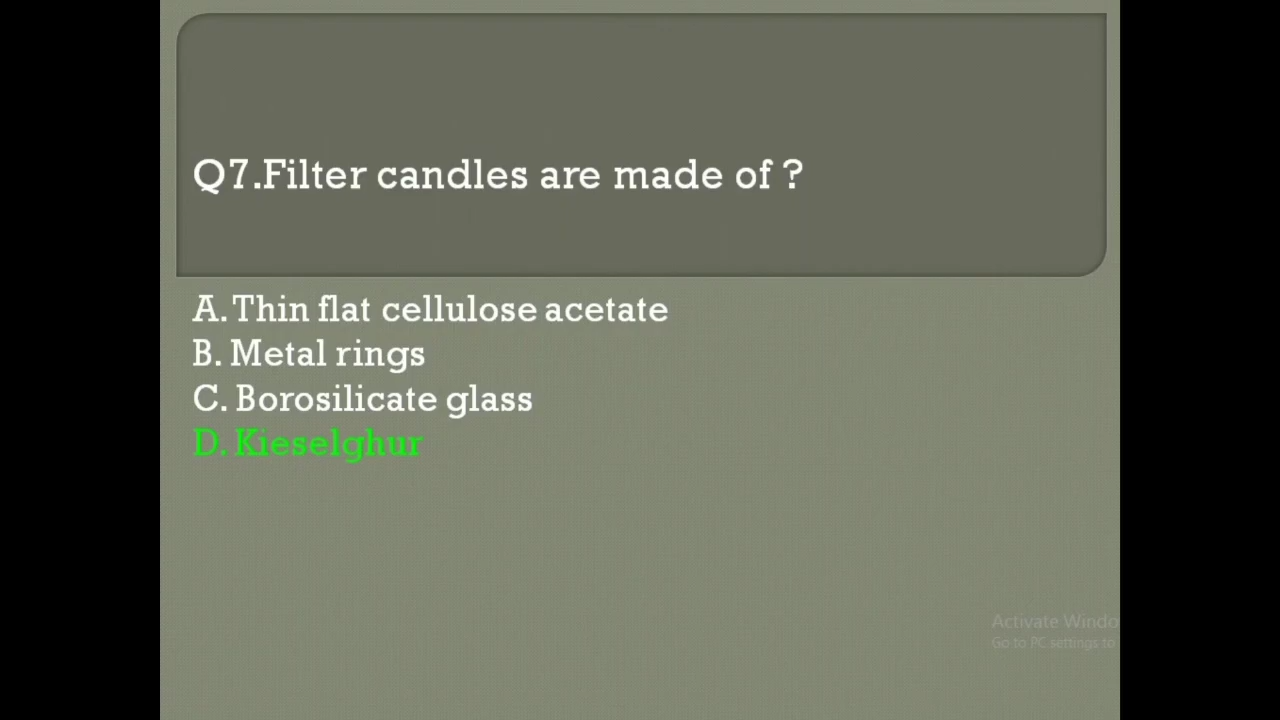 Q7.Filter candles are made of ?
A. Thin flat cellulose acetate
B. Metal rings
C. Borosilicate glass
D. Kieselghur
Activate Windo
Go to PC settings to